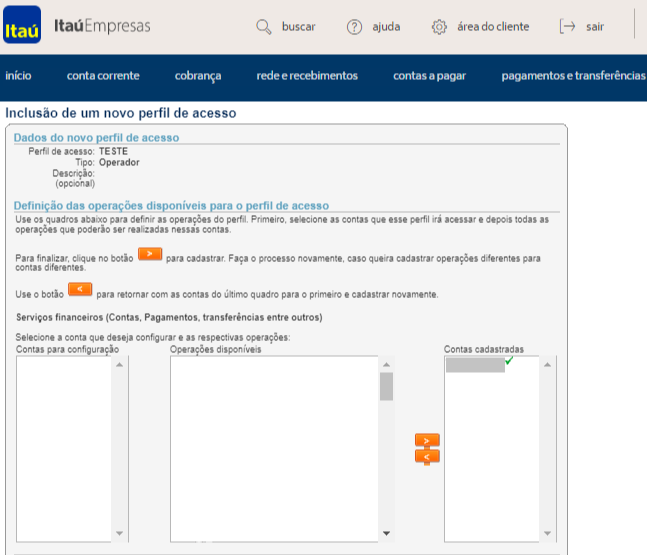 Itaú
ItaúEmpresas
buscar
ajuda
área do cliente
sair
início
conta corrente
cobrança
rede e recebimentos
contas a pagar
pagamentos e transferências
Inclusão de um novo perfil de acesso
Dados do novo perfil de acesso
Perfil de acesso: TESTE
Tipo: Operador
Descrição:
(opcional)
Definição das operações disponíveis para o perfil de acesso
Use os quadros abaixo para definir as operações do perfil. Primeiro, selecione as contas que esse perfil irá acessar e depois todas as
operações que poderão ser realizadas nessas contas.
Para finalizar, clique no botão > para cadastrar. Faça o processo novamente, caso queira cadastrar operações diferentes para
contas diferentes.
Use o botão < para retornar com as contas do último quadro para o primeiro e cadastrar novamente.
Serviços financeiros (Contas, Pagamentos, transferências entre outros)
Selecione a conta que deseja configurar e as respectivas operações:
Contas para configuração
Operações disponíveis
Contas cadastradas
>
<